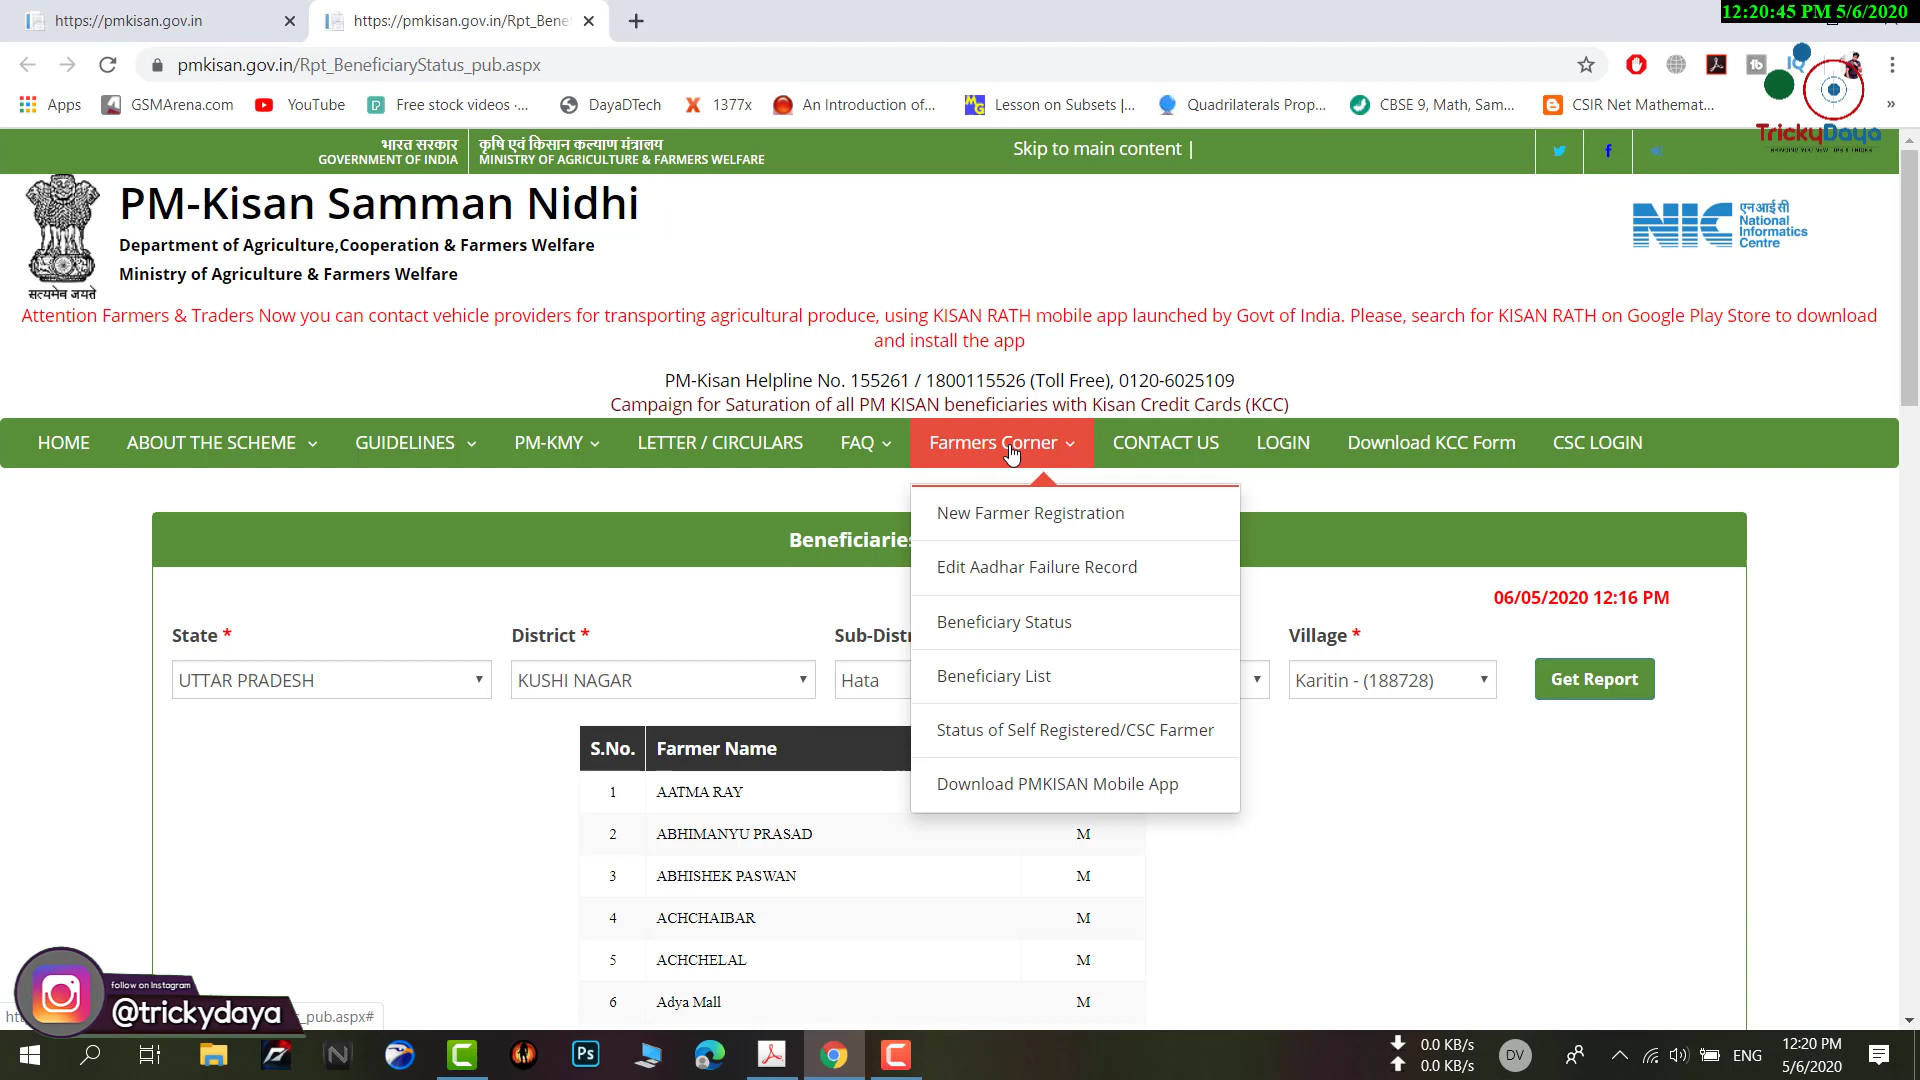 https://pmkisan.gov.in
https://pmkisan.gov.in/Rpt_Bene
12:20:45 PM 5/6/2020
pmkisan.gov.in/Rpt_BeneficiaryStatus_pub.aspx
Apps
GSMArena.com
YouTube
Free stock videos -...
DayaDTech
1377x
An Introduction of...
Lesson on Subsets |...
Quadrilaterals Prop...
CBSE 9, Math, Sam...
CSIR Net Mathemat...
»
TrickyDaya
भारत सरकार
GOVERNMENT OF INDIA
कृषि एवं किसान कल्याण मंत्रालय
MINISTRY OF AGRICULTURE & FARMERS WELFARE
Skip to main content |
PM-Kisan Samman Nidhi
Department of Agriculture,Cooperation & Farmers Welfare
Ministry of Agriculture & Farmers Welfare
सत्यमेव जयते
NIC
एन आई सी
National
Informatics
Centre
Attention Farmers & Traders Now you can contact vehicle providers for transporting agricultural produce, using KISAN RATH mobile app launched by Govt of India. Please, search for KISAN RATH on Google Play Store to download
and install the app
PM-Kisan Helpline No. 155261 / 1800115526 (Toll Free), 0120-6025109
Campaign for Saturation of all PM KISAN beneficiaries with Kisan Credit Cards (KCC)
HOME
ABOUT THE SCHEME
GUIDELINES
PM-KMY
LETTER / CIRCULARS
FAQ
Farmers Corner
CONTACT US
LOGIN
Download KCC Form
CSC LOGIN
New Farmer Registration
Edit Aadhar Failure Record
Beneficiary Status
Beneficiary List
Status of Self Registered/CSC Farmer
Download PMKISAN Mobile App
Beneficiaries
06/05/2020 12:16 PM
State *
District *
Sub-Distr
Village *
UTTAR PRADESH
KUSHI NAGAR
Hata
Karitin - (188728)
Get Report
S.No. Farmer Name
1 AATMA RAY
2 ABHIMANYU PRASAD M
3 ABHISHEK PASWAN M
4 ACHCHAIBAR M
5 ACHCHELAL M
6 Adya Mall M
follow on Instagram
@trickydaya
_pub.aspx#
Ps
0.0 KB/s
0.0 KB/s
DV
ENG
12:20 PM
5/6/2020